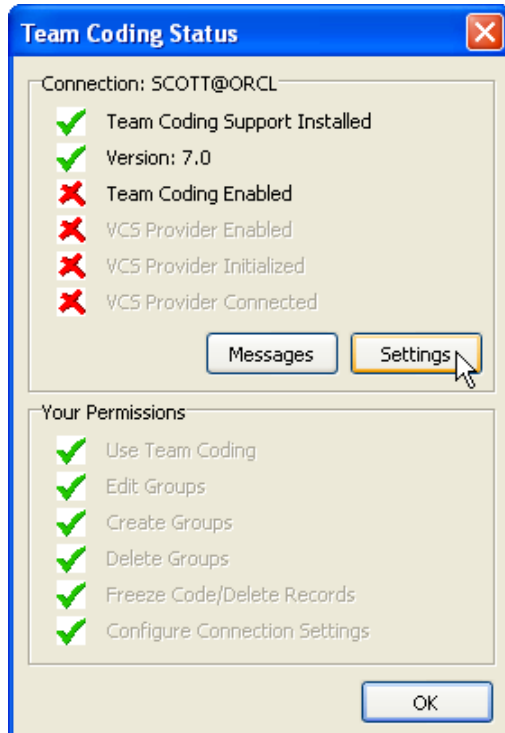 Team Coding Status
Connection: SCOTT@ORCL
Team Coding Support Installed
Version: 7.0
Team Coding Enabled
VCS Provider Enabled
VCS Provider Initialized
VCS Provider Connected
Messages Settings
Your Permissions
Use Team Coding
Edit Groups
Create Groups
Delete Groups
Freeze Code/Delete Records
Configure Connection Settings
OK